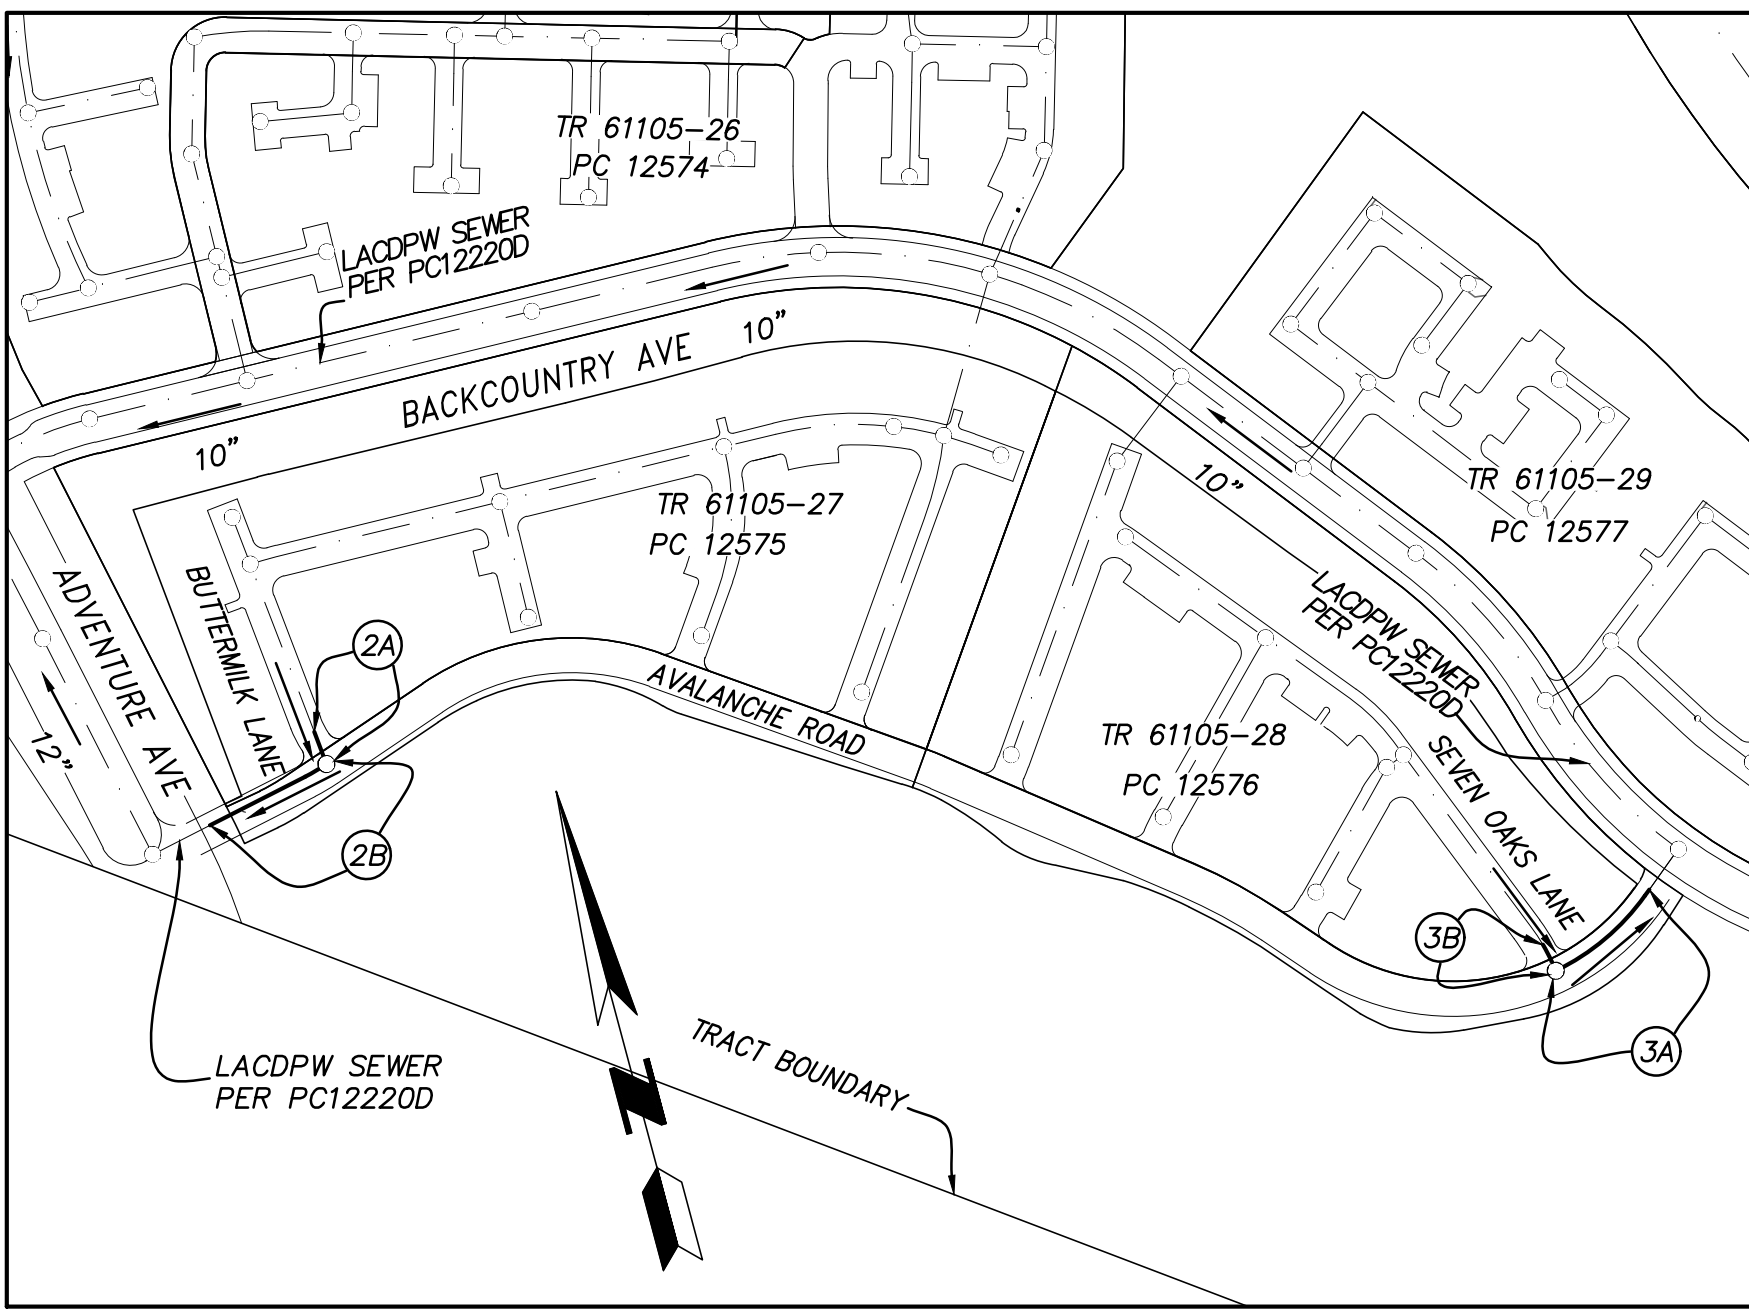 TR 61105-26
PC 12574
LACDPW SEWER
PER PC12220D
BACKCOUNTRY AVE
10"
10"
10"
TR 61105-29
PC 12577
TR 61105-27
PC 12575
ADVENTURE AVE
12"
BUTTERMILK LANE
2A
2B
AVALANCHE ROAD
LACDPW SEWER
PER PC12220D
TR 61105-28
PC 12576
SEVEN OAKS LANE
3B
3A
LACDPW SEWER
PER PC12220D
TRACT BOUNDARY
N